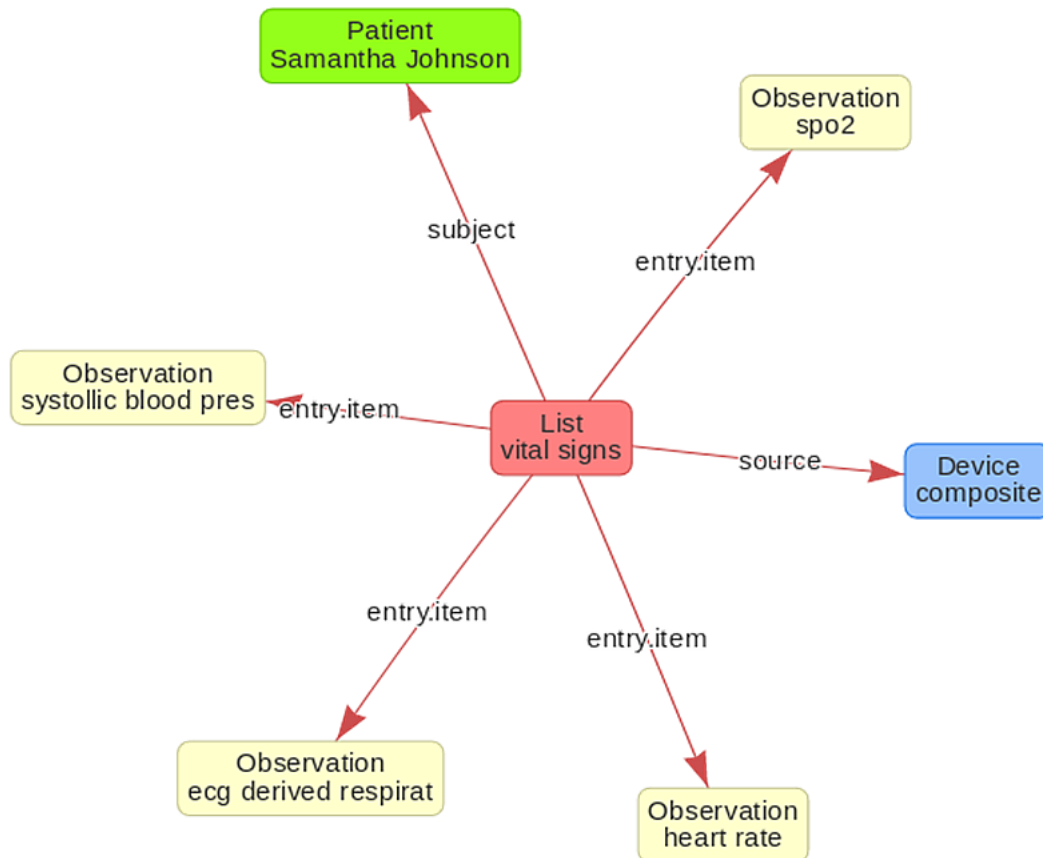 Patient
Samantha Johnson
Observation
spo2
subject
entry.item
Observation
systollic blood pres
entry.item
List
vital signs
source
Device
composite
entry.item
entry.item
Observation
ecg derived respirat
Observation
heart rate